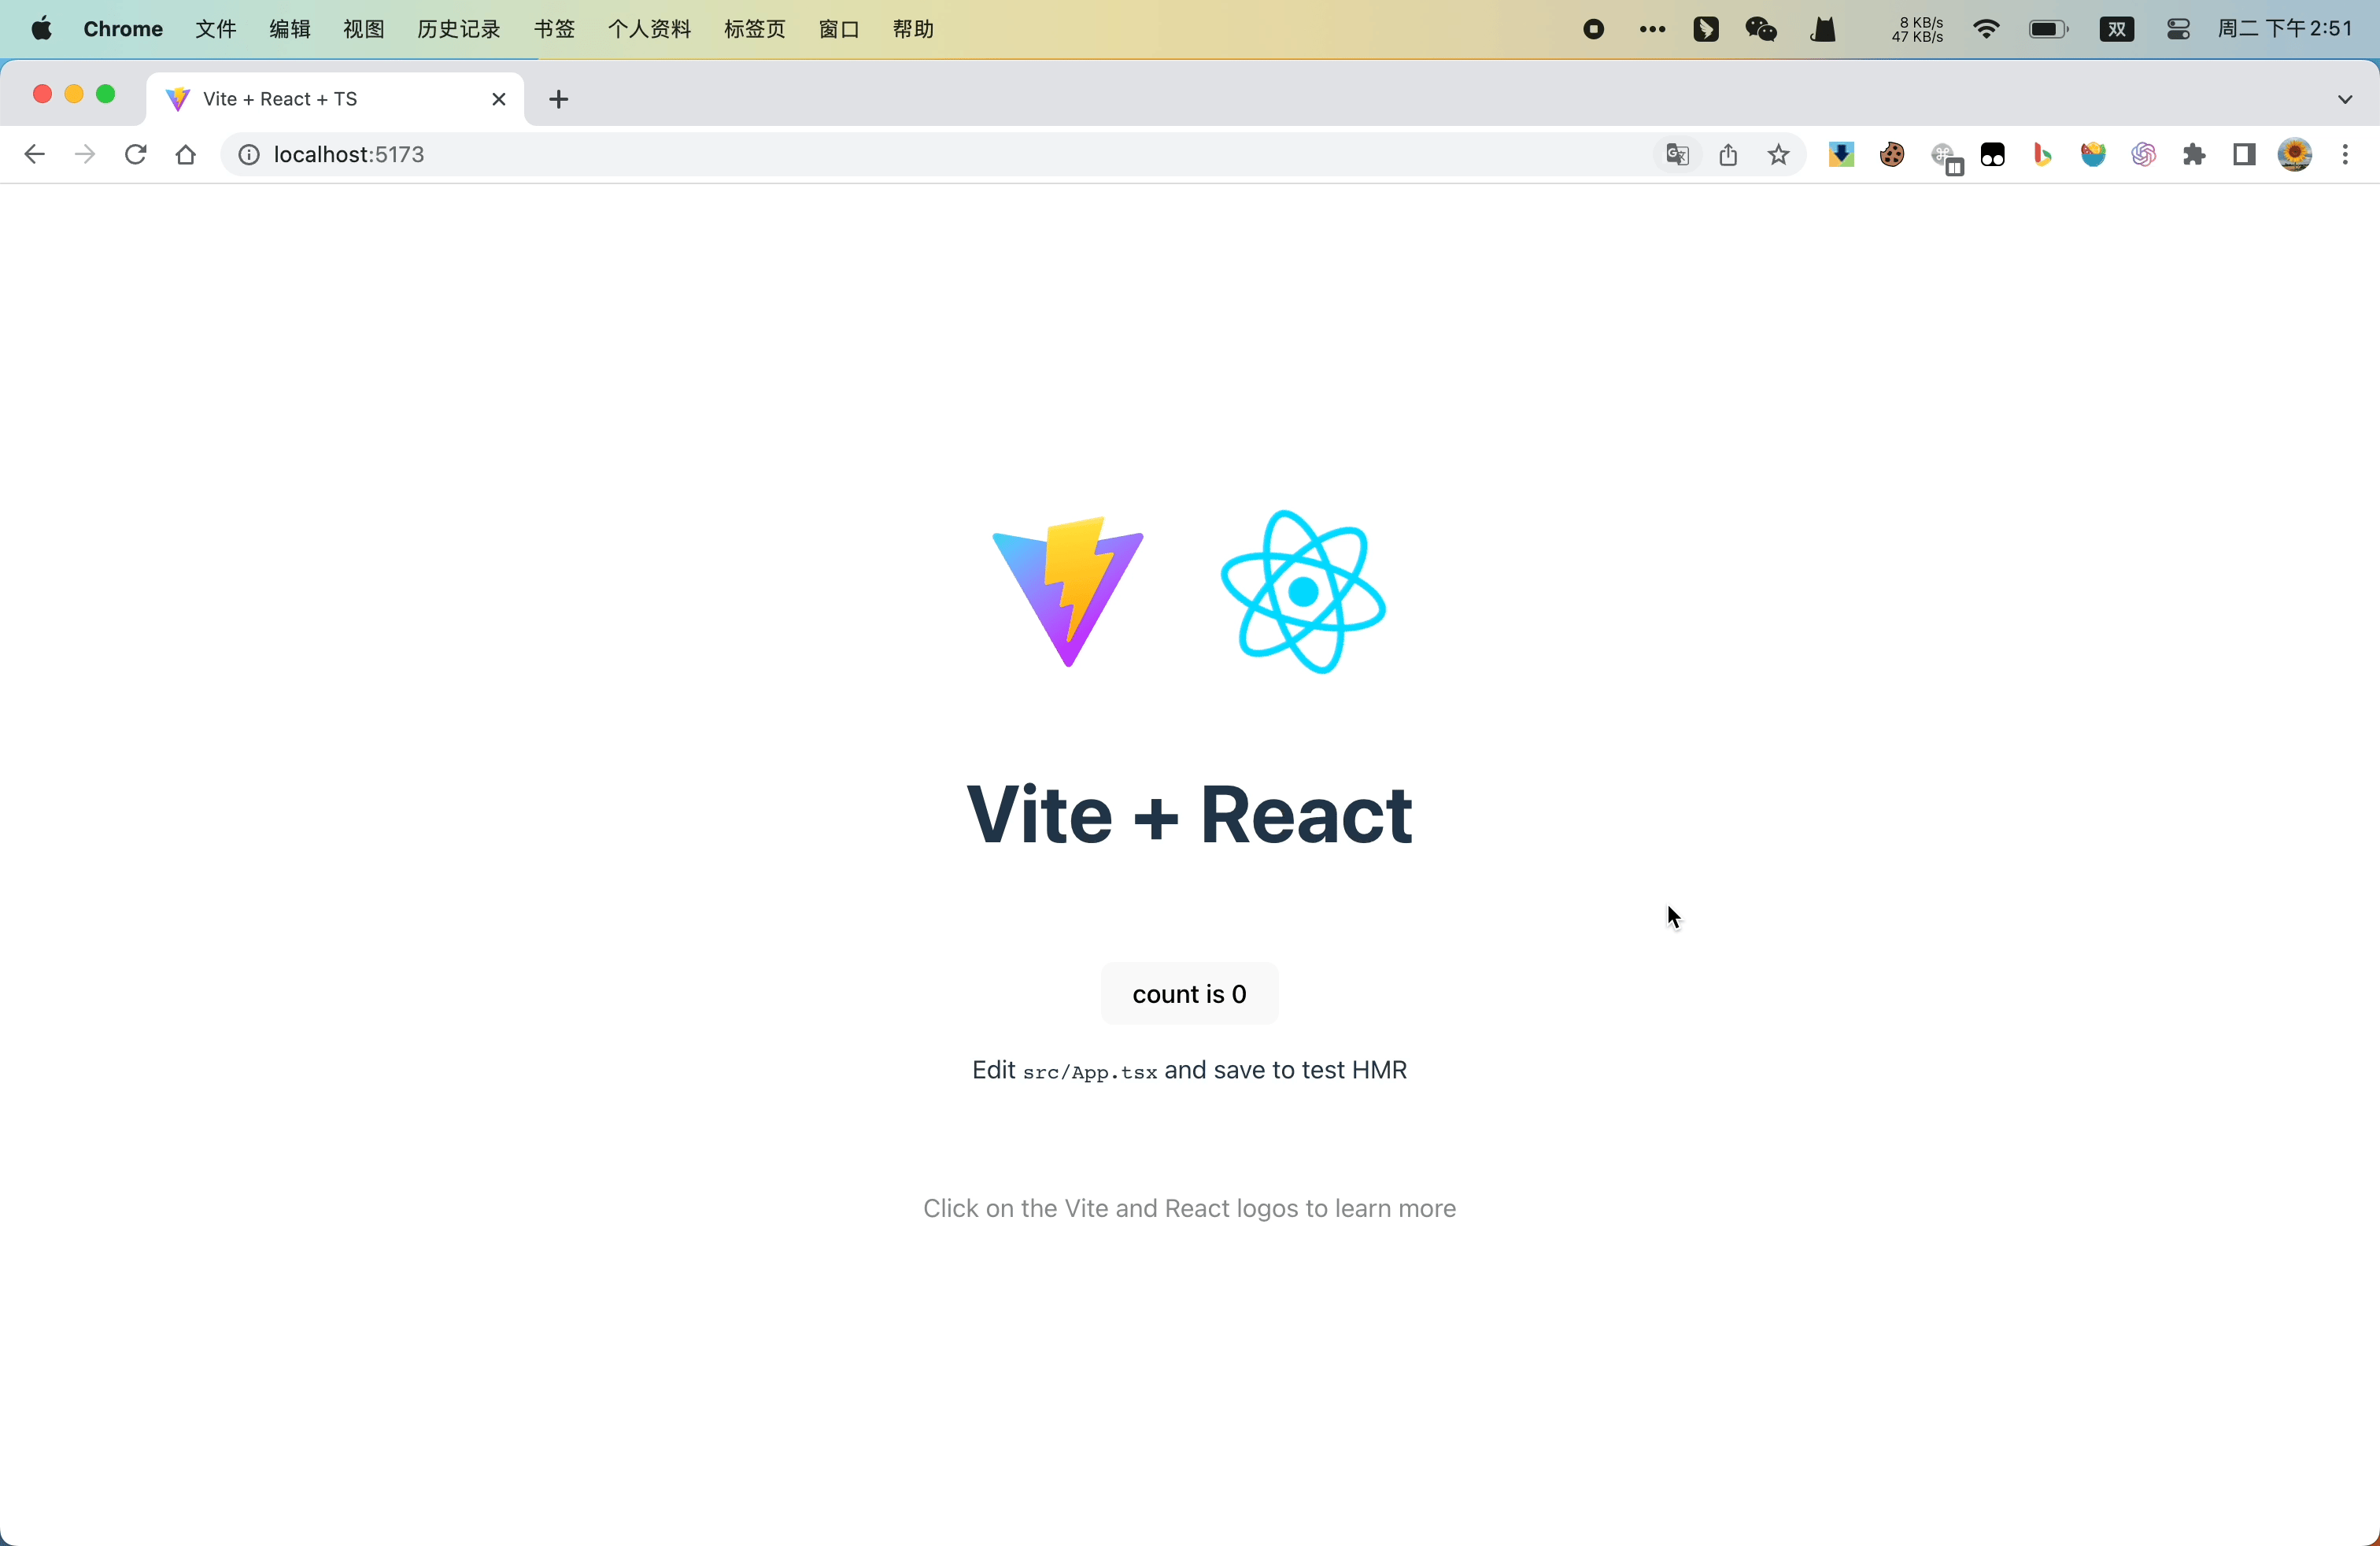 Chrome 文件 编辑 视图 历史记录 书签 个人资料 标签页 窗口 帮助 8 KB/s 47 KB/s 双 周二 下午2:51
Vite + React + TS
localhost:5173
Vite + React
count is 0
Edit src/App.tsx and save to test HMR
Click on the Vite and React logos to learn more